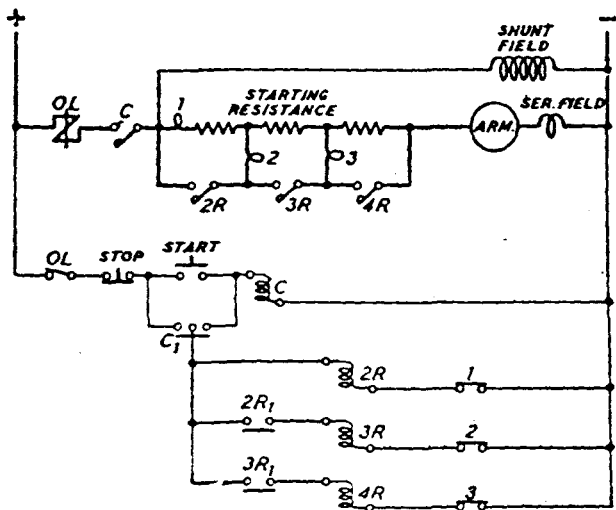 + −
SHUNT
FIELD
OL C 1 STARTING
RESISTANCE ARM. SER. FIELD
2 3
2R 3R 4R
OL STOP START C
C1
2R 1
2R1 3R 2
3R1 4R 3